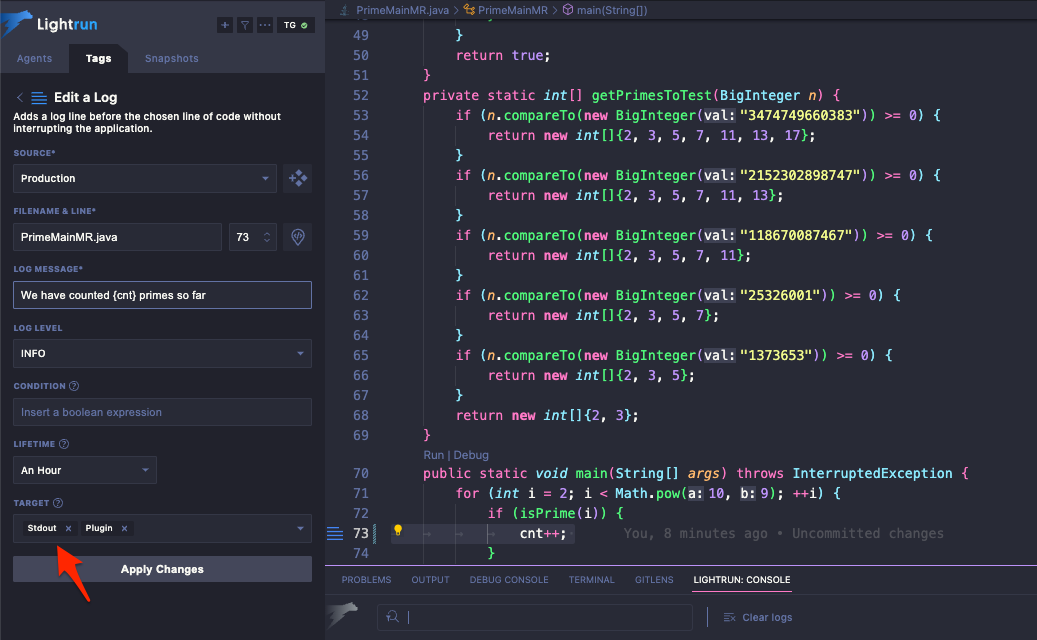 Lightrun
TG
Agents
Tags
Snapshots
Edit a Log
Adds a log line before the chosen line of code without
interrupting the application.
SOURCE*
Production
FILENAME & LINE*
PrimeMainMR.java
73
LOG MESSAGE*
We have counted {cnt} primes so far
LOG LEVEL
INFO
CONDITION ?
Insert a boolean expression
LIFETIME ?
An Hour
TARGET ?
Stdout × Plugin ×
Apply Changes
PrimeMainMR.java > PrimeMainMR > main(String[])
49 }
50 return true;
51 }
52 private static int[] getPrimesToTest(BigInteger n) {
53 if (n.compareTo(new BigInteger(val: "3474749660383")) >= 0) {
54 return new int[]{2, 3, 5, 7, 11, 13, 17};
55 }
56 if (n.compareTo(new BigInteger(val: "2152302898747")) >= 0) {
57 return new int[]{2, 3, 5, 7, 11, 13};
58 }
59 if (n.compareTo(new BigInteger(val: "118670087467")) >= 0) {
60 return new int[]{2, 3, 5, 7, 11};
61 }
62 if (n.compareTo(new BigInteger(val: "25326001")) >= 0) {
63 return new int[]{2, 3, 5, 7};
64 }
65 if (n.compareTo(new BigInteger(val: "1373653")) >= 0) {
66 return new int[]{2, 3, 5};
67 }
68 return new int[]{2, 3};
69 }
Run | Debug
70 public static void main(String[] args) throws InterruptedException {
71 for (int i = 2; i < Math.pow(a: 10, b: 9); ++i) {
72 if (isPrime(i)) {
73 cnt++; You, 8 minutes ago • Uncommitted changes
74 }
PROBLEMS OUTPUT DEBUG CONSOLE TERMINAL GITLENS LIGHTRUN: CONSOLE
Clear logs